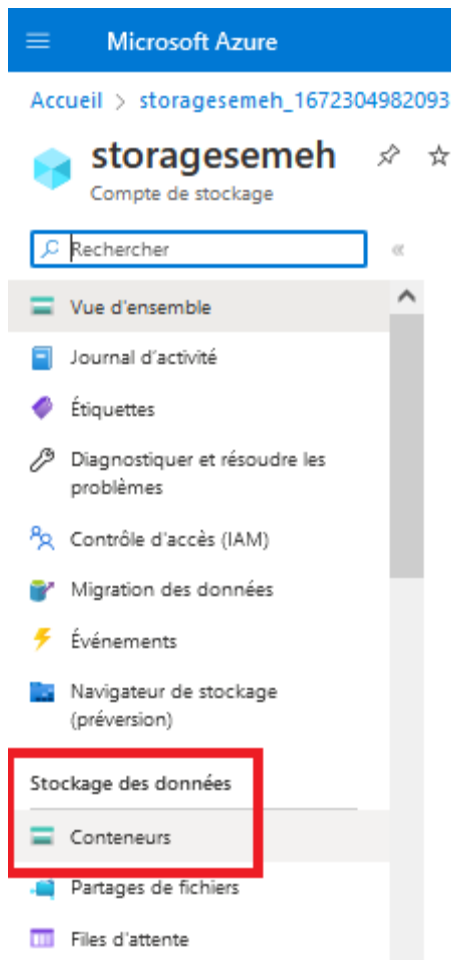 Microsoft Azure
Accueil > storagesemeh_1672304982093
storagesemeh
Compte de stockage
Rechercher
Vue d'ensemble
Journal d'activité
Étiquettes
Diagnostiquer et résoudre les
problèmes
Contrôle d'accès (IAM)
Migration des données
Événements
Navigateur de stockage
(préversion)
Stockage des données
Conteneurs
Partages de fichiers
Files d'attente